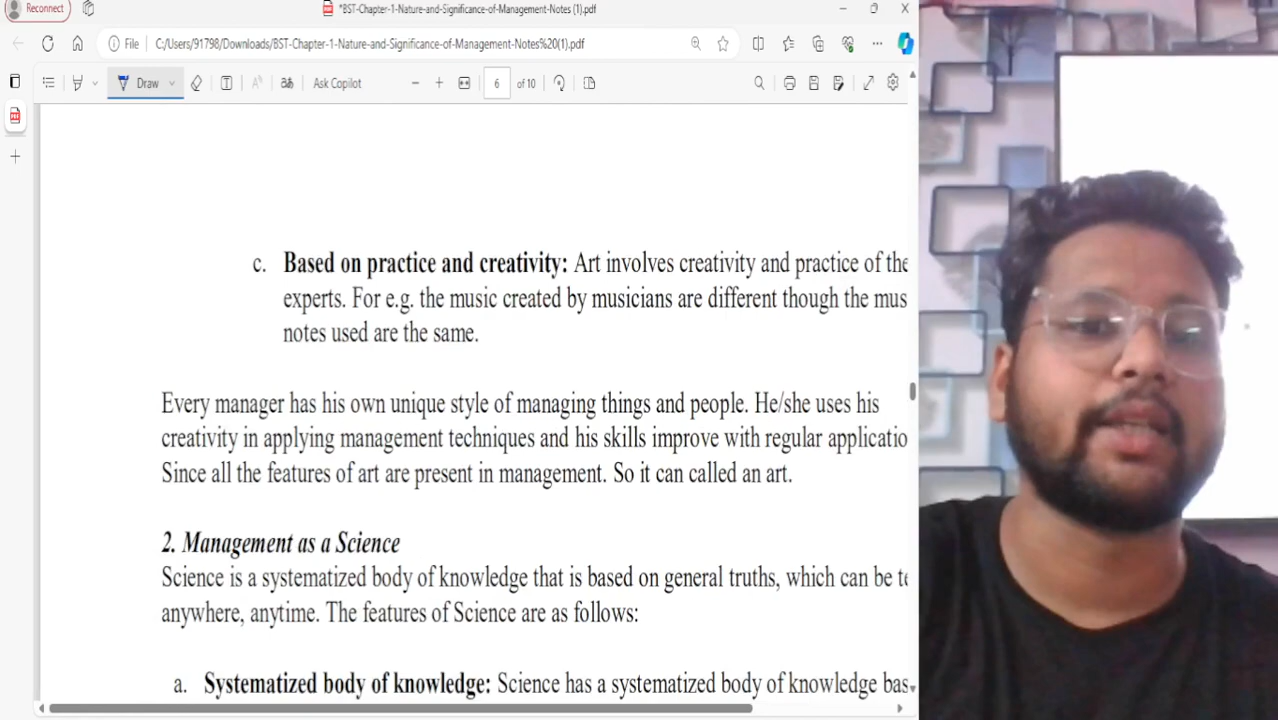 Reconnect
*BST-Chapter-1-Nature-and-Significance-of-Management-Notes (1).pdf
File C:/Users/91798/Downloads/BST-Chapter-1-Nature-and-Significance-of-Management-Notes%20(1).pdf
Draw Ask Copilot 6 of 10
c. Based on practice and creativity: Art involves creativity and practice of the
experts. For e.g. the music created by musicians are different though the mus
notes used are the same.
Every manager has his own unique style of managing things and people. He/she uses his
creativity in applying management techniques and his skills improve with regular applicatio
Since all the features of art are present in management. So it can called an art.
2. Management as a Science
Science is a systematized body of knowledge that is based on general truths, which can be te
anywhere, anytime. The features of Science are as follows:
a. Systematized body of knowledge: Science has a systematized body of knowledge bas